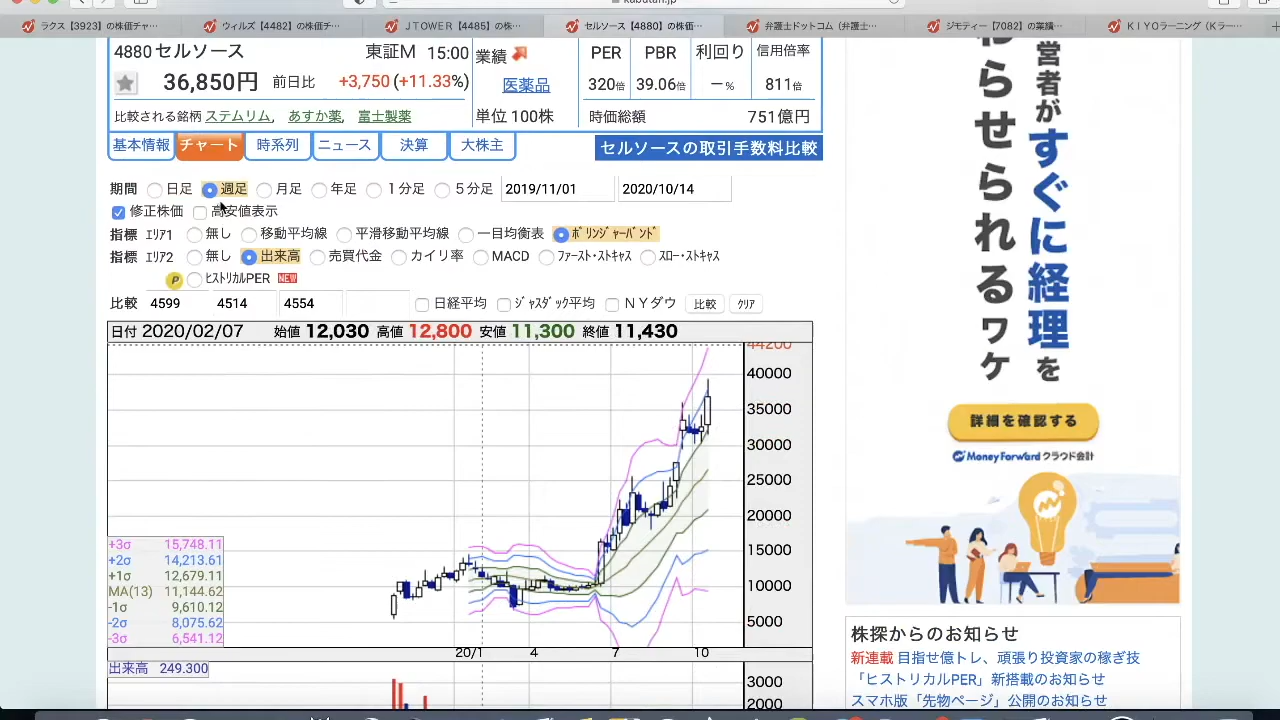 kabutan.jp
ラクス【3923】の株価チャ…
ウィルズ【4482】の株価チ…
ＪＴＯＷＥＲ【4485】の株…
セルソース【4880】の株価…
弁護士ドットコム（弁護士…
ジモティー【7082】の業績…
ＫＩＹＯラーニング（Ｋラー…
4880 セルソース 東証M 15:00
36,850円 前日比 +3,750 (+11.33%)
比較される銘柄 ステムリム, あすか薬, 富士製薬
業績
医薬品
単位 100株
PER PBR 利回り 信用倍率
320倍 39.06倍 －% 811倍
時価総額 751億円
基本情報 チャート 時系列 ニュース 決算 大株主
セルソースの取引手数料比較
期間 日足 週足 月足 年足 １分足 ５分足 2019/11/01 2020/10/14
修正株価 高安値表示
指標 ｴﾘｱ1 無し 移動平均線 平滑移動平均線 一目均衡表 ﾎﾞﾘﾝｼﾞｬｰﾊﾞﾝﾄﾞ
指標 ｴﾘｱ2 無し 出来高 売買代金 カイリ率 MACD ﾌｧｰｽﾄ・ｽﾄｷｬｽ ｽﾛｰ・ｽﾄｷｬｽ
P ﾋｽﾄﾘｶﾙPER NEW
比較 4599 4514 4554 日経平均 ｼﾞｬｽﾀﾞｯｸ平均 ＮＹダウ 比較 ｸﾘｱ
日付 2020/02/07 始値 12,030 高値 12,800 安値 11,300 終値 11,430
44200
40000
35000
30000
25000
20000
15000
10000
5000
+3σ 15,748.11
+2σ 14,213.61
+1σ 12,679.11
MA(13) 11,144.62
-1σ 9,610.12
-2σ 8,075.62
-3σ 6,541.12
20/1 4 7 10
出来高 249.300
3000
2000
営者がすぐに経理を
わらせられるワケ
詳細を確認する
Money Forward クラウド会計
株探からのお知らせ
新連載 目指せ億トレ、頑張り投資家の稼ぎ技
「ヒストリカルPER」新搭載のお知らせ
スマホ版「先物ページ」公開のお知らせ